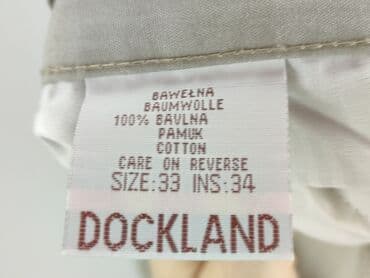 BAWEŁNA
BAUMWOLLE
100% BAVLNA
PAMUK
COTTON
CARE ON REVERSE
SIZE:33 INS:34
DOCKLAND